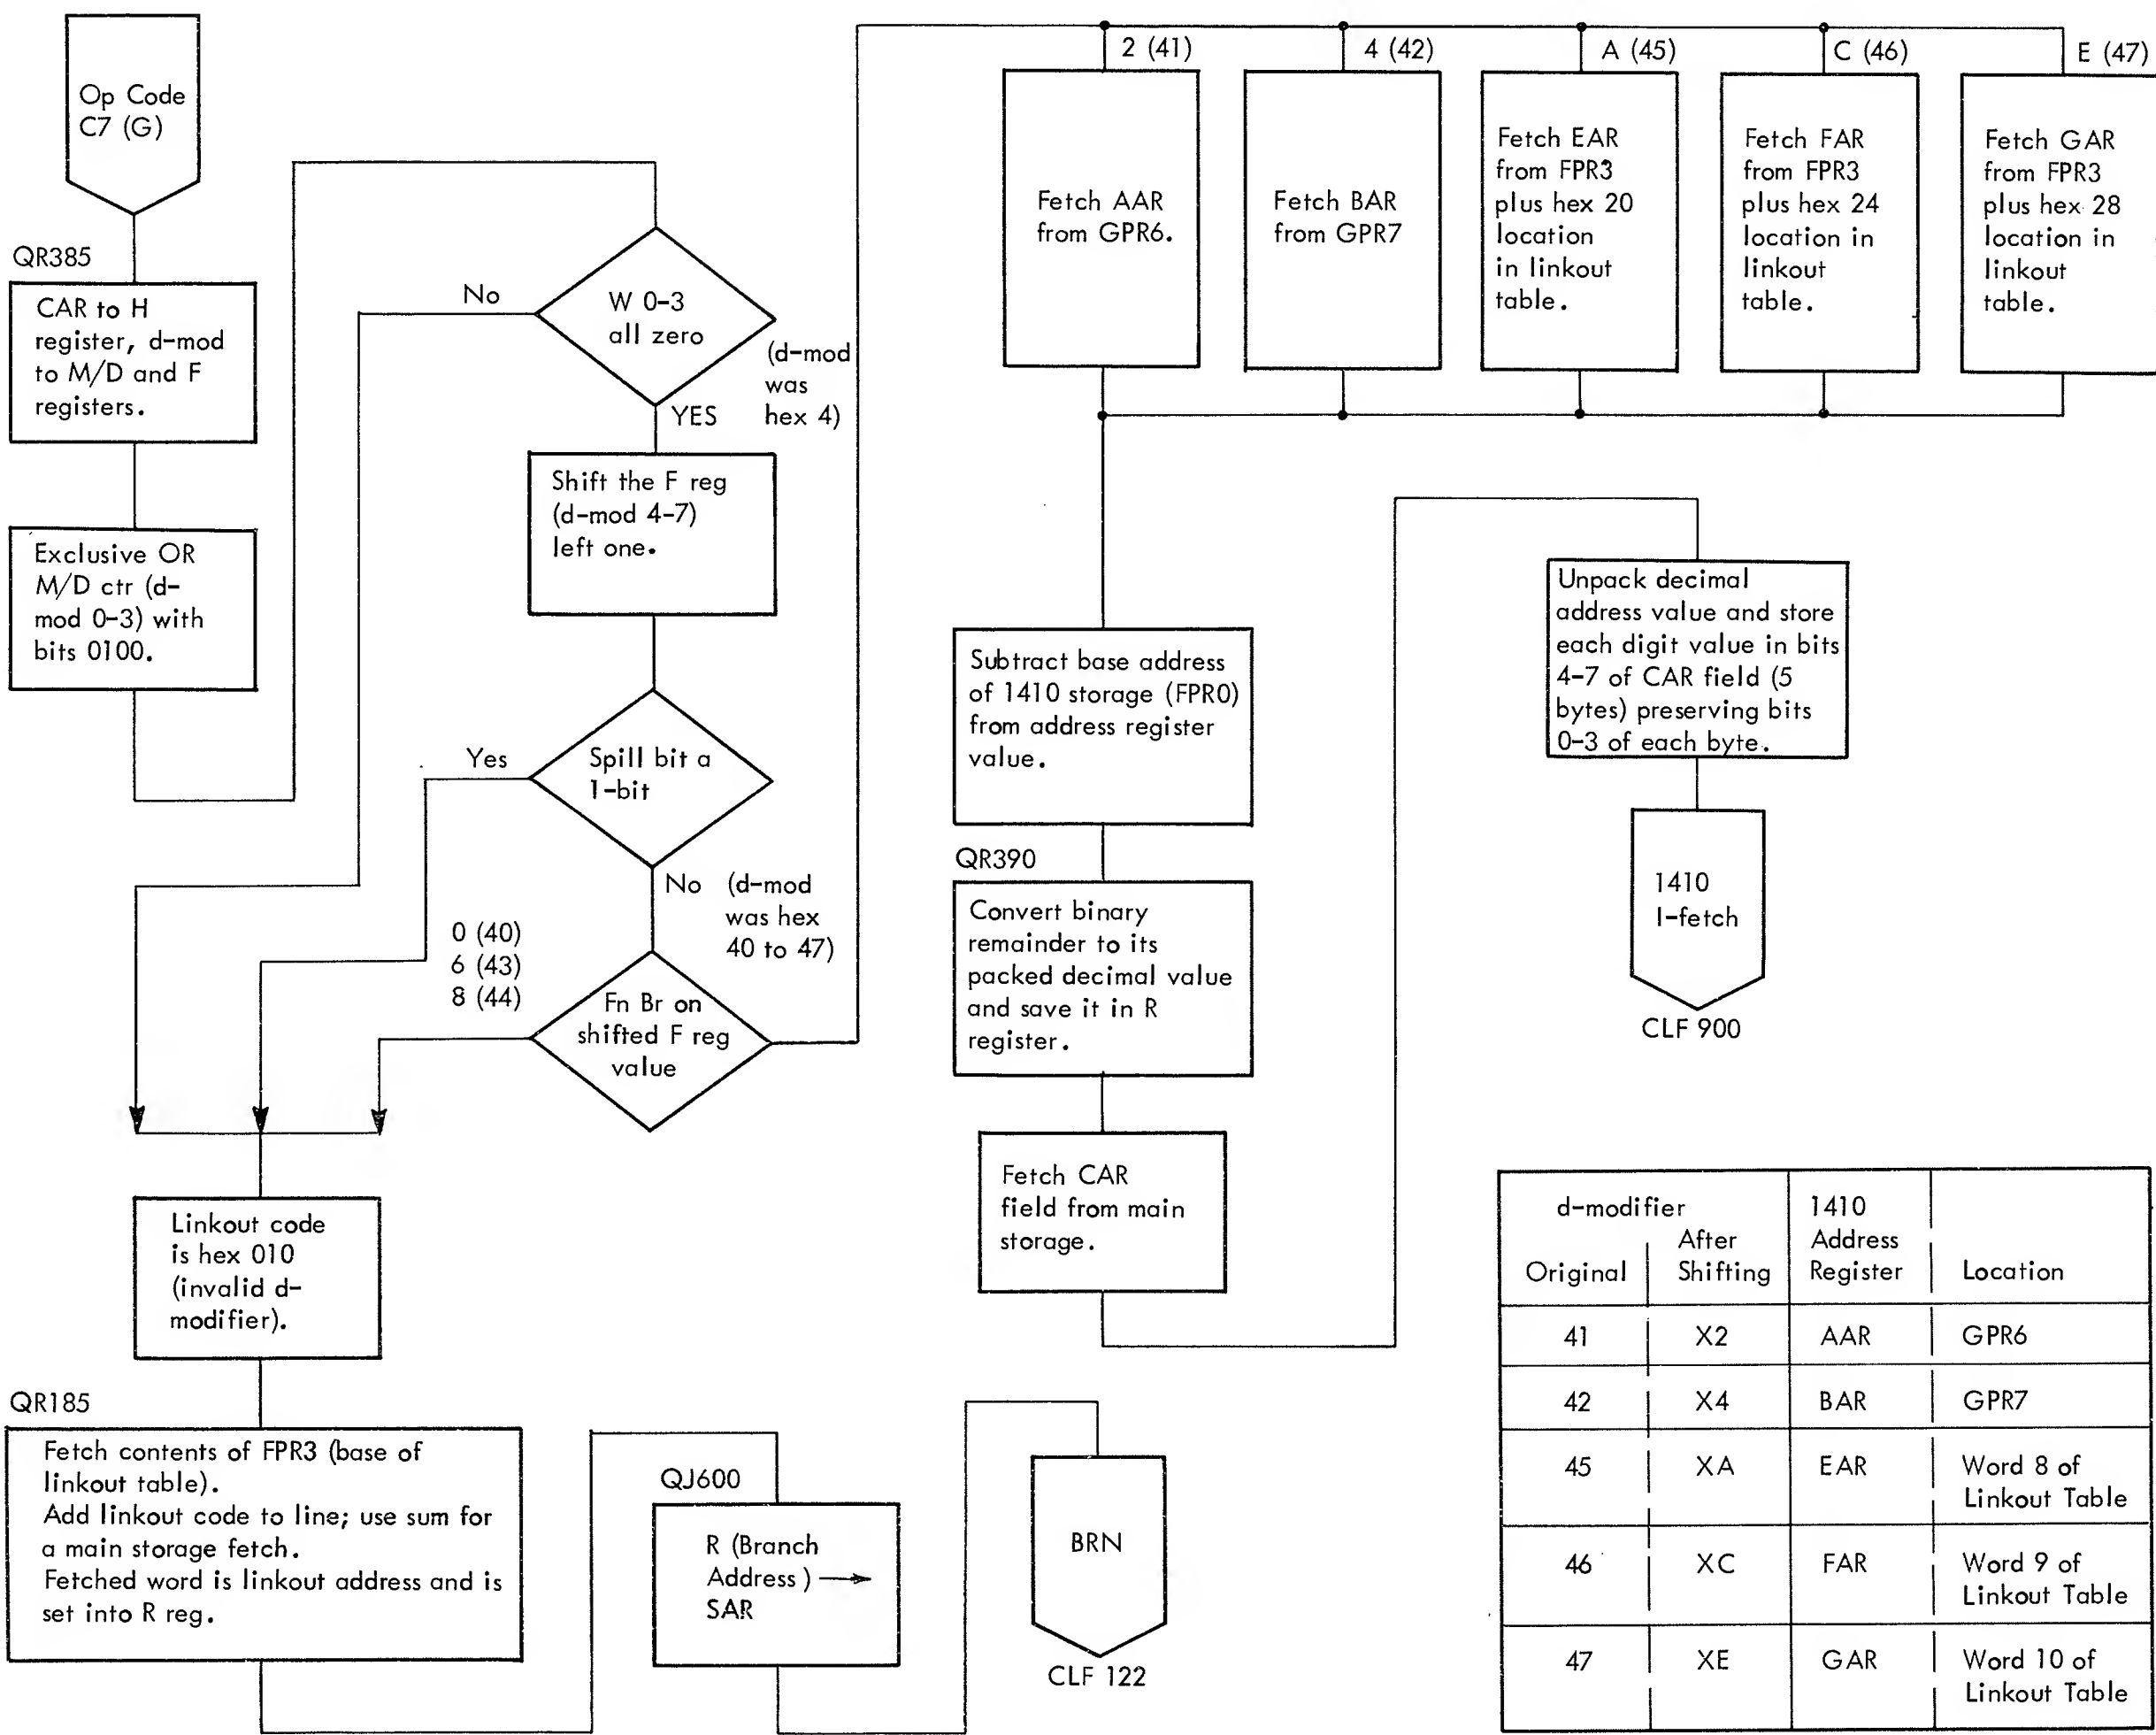 Op Code
C7 (G)
QR385
CAR to H
register, d-mod
to M/D and F
registers.
Exclusive OR
M/D ctr (d-
mod 0-3) with
bits 0100.
W 0-3
all zero
No
YES
(d-mod
was
hex 4)
Shift the F reg
(d-mod 4-7)
left one.
Spill bit a
1-bit
Yes
No
(d-mod
was hex
40 to 47)
0 (40)
6 (43)
8 (44)
Fn Br on
shifted F reg
value
Linkout code
is hex 010
(invalid d-
modifier).
QR185
Fetch contents of FPR3 (base of
linkout table).
Add linkout code to line; use sum for
a main storage fetch.
Fetched word is linkout address and is
set into R reg.
QJ600
R (Branch
Address) →
SAR
BRN
CLF 122
2 (41)
Fetch AAR
from GPR6.
4 (42)
Fetch BAR
from GPR7
A (45)
Fetch EAR
from FPR3
plus hex 20
location
in linkout
table.
C (46)
Fetch FAR
from FPR3
plus hex 24
location in
linkout
table.
E (47)
Fetch GAR
from FPR3
plus hex 28
location in
linkout
table.
Subtract base address
of 1410 storage (FPR0)
from address register
value.
QR390
Convert binary
remainder to its
packed decimal value
and save it in R
register.
Fetch CAR
field from main
storage.
Unpack decimal
address value and store
each digit value in bits
4-7 of CAR field (5
bytes) preserving bits
0-3 of each byte.
1410
I-fetch
CLF 900
d-modifier 1410
After Address
Original Shifting Register Location
41 X2 AAR GPR6
42 X4 BAR GPR7
45 XA EAR Word 8 of
Linkout Table
46 XC FAR Word 9 of
Linkout Table
47 XE GAR Word 10 of
Linkout Table